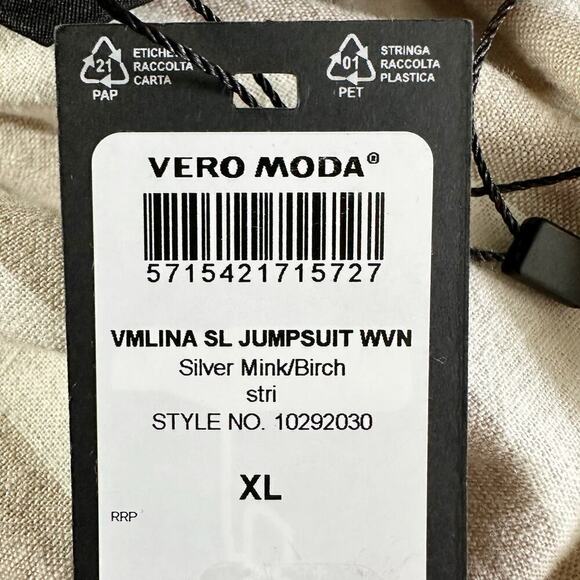 21
PAP
ETICHETTA
RACCOLTA
CARTA
01
PET
STRINGA
RACCOLTA
PLASTICA
VERO MODA®
5715421715727
VMLINA SL JUMPSUIT WVN
Silver Mink/Birch
stri
STYLE NO. 10292030
XL
RRP